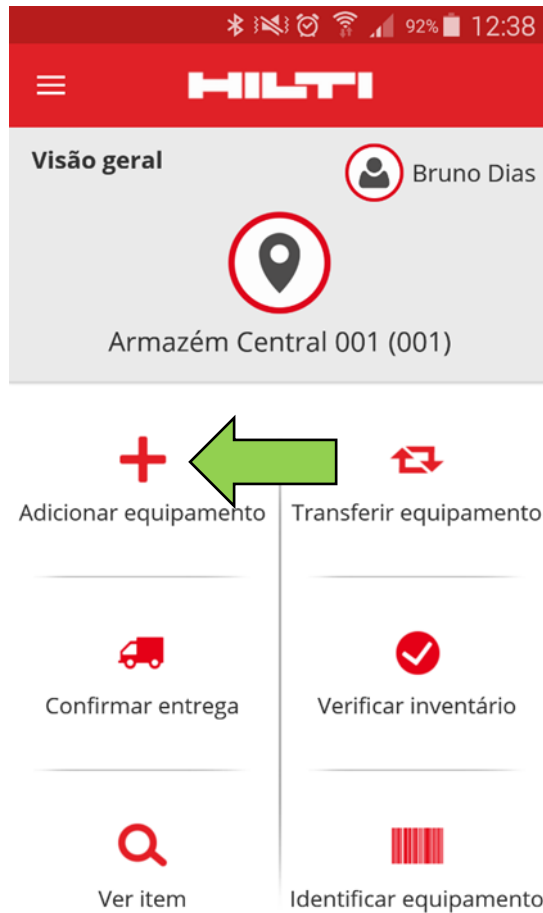 92% 12:38
HILTI
Visão geral
Bruno Dias
Armazém Central 001 (001)
Adicionar equipamento
Transferir equipamento
Confirmar entrega
Verificar inventário
Ver item
Identificar equipamento